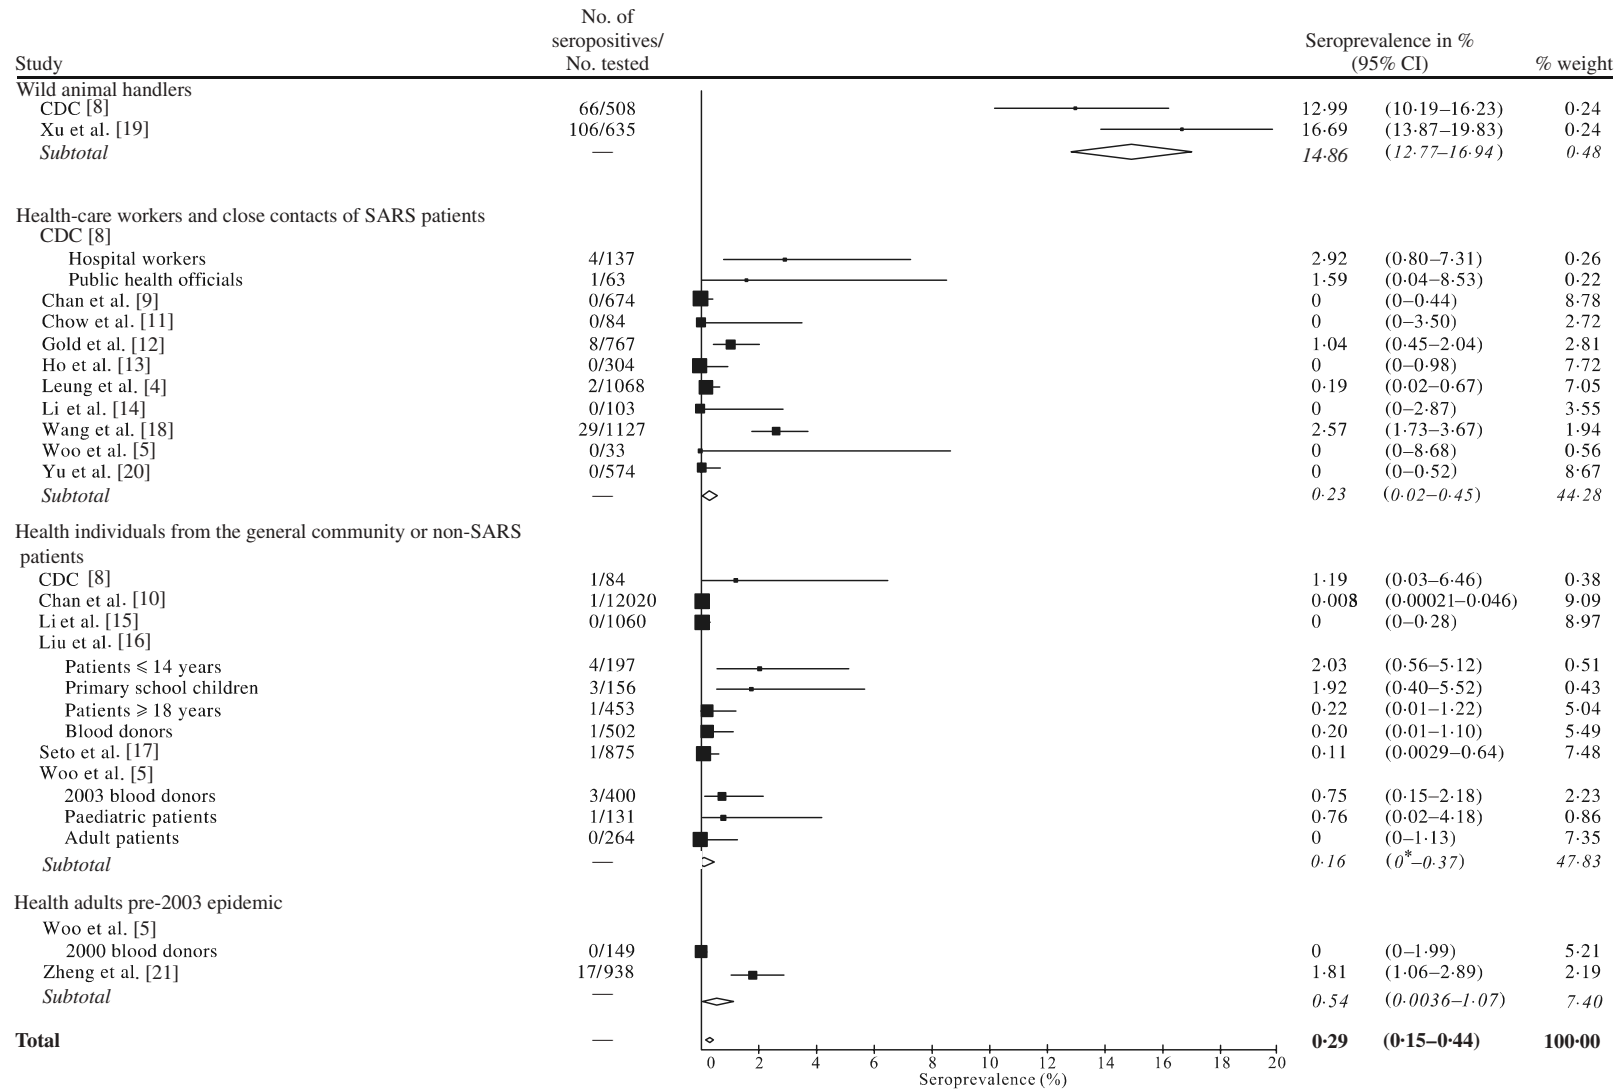 No. of
seropositives/
No. tested
Seroprevalence in %
(95% CI)
Study
% weight
Wild animal handlers
CDC [8] 66/508 12·99 (10·19–16·23) 0·24
Xu et al. [19] 106/635 16·69 (13·87–19·83) 0·24
Subtotal — 14·86 (12·77–16·94) 0·48
Health-care workers and close contacts of SARS patients
CDC [8]
Hospital workers 4/137 2·92 (0·80–7·31) 0·26
Public health officials 1/63 1·59 (0·04–8·53) 0·22
Chan et al. [9] 0/674 0 (0–0·44) 8·78
Chow et al. [11] 0/84 0 (0–3·50) 2·72
Gold et al. [12] 8/767 1·04 (0·45–2·04) 2·81
Ho et al. [13] 0/304 0 (0–0·98) 7·72
Leung et al. [4] 2/1068 0·19 (0·02–0·67) 7·05
Li et al. [14] 0/103 0 (0–2·87) 3·55
Wang et al. [18] 29/1127 2·57 (1·73–3·67) 1·94
Woo et al. [5] 0/33 0 (0–8·68) 0·56
Yu et al. [20] 0/574 0 (0–0·52) 8·67
Subtotal — 0·23 (0·02–0·45) 44·28
Health individuals from the general community or non-SARS
patients
CDC [8] 1/84 1·19 (0·03–6·46) 0·38
Chan et al. [10] 1/12020 0·008 (0·00021–0·046) 9·09
Li et al. [15] 0/1060 0 (0–0·28) 8·97
Liu et al. [16]
Patients ⩽ 14 years 4/197 2·03 (0·56–5·12) 0·51
Primary school children 3/156 1·92 (0·40–5·52) 0·43
Patients ⩾ 18 years 1/453 0·22 (0·01–1·22) 5·04
Blood donors 1/502 0·20 (0·01–1·10) 5·49
Seto et al. [17] 1/875 0·11 (0·0029–0·64) 7·48
Woo et al. [5]
2003 blood donors 3/400 0·75 (0·15–2·18) 2·23
Paediatric patients 1/131 0·76 (0·02–4·18) 0·86
Adult patients 0/264 0 (0–1·13) 7·35
Subtotal — 0·16 (0*–0·37) 47·83
Health adults pre-2003 epidemic
Woo et al. [5]
2000 blood donors 0/149 0 (0–1·99) 5·21
Zheng et al. [21] 17/938 1·81 (1·06–2·89) 2·19
Subtotal — 0·54 (0·0036–1·07) 7·40
Total — 0·29 (0·15–0·44) 100·00
0 2 4 6 8 10 12 14 16 18 20
Seroprevalence (%)